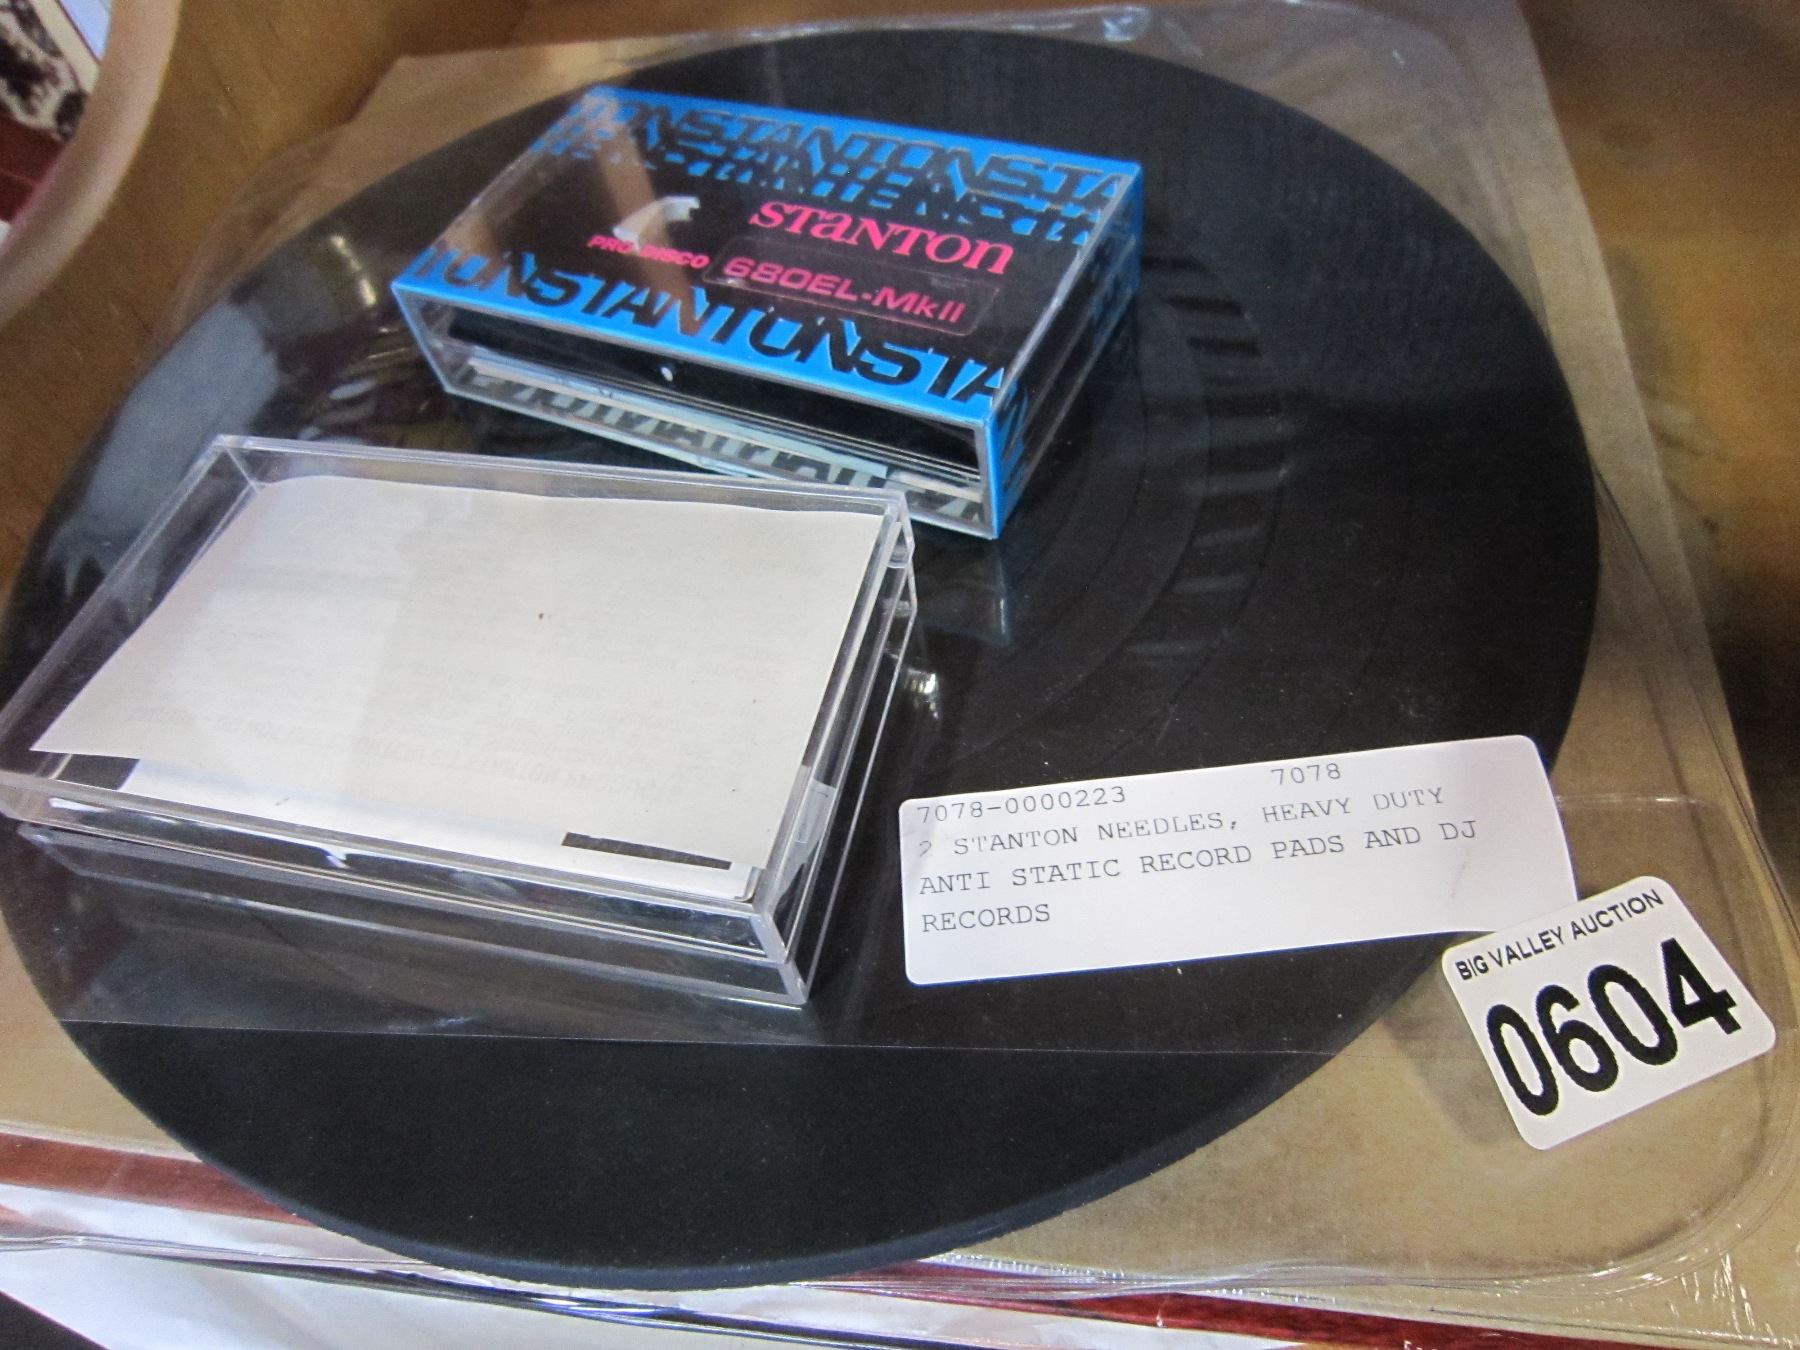 TONSTANTONSTA
STANTON
PRO-DISCO 680EL-MkII
TONSTANTONSTAN
7078-0000223 7078
2 STANTON NEEDLES, HEAVY DUTY
ANTI STATIC RECORD PADS AND DJ
RECORDS
BIG VALLEY AUCTION
0604